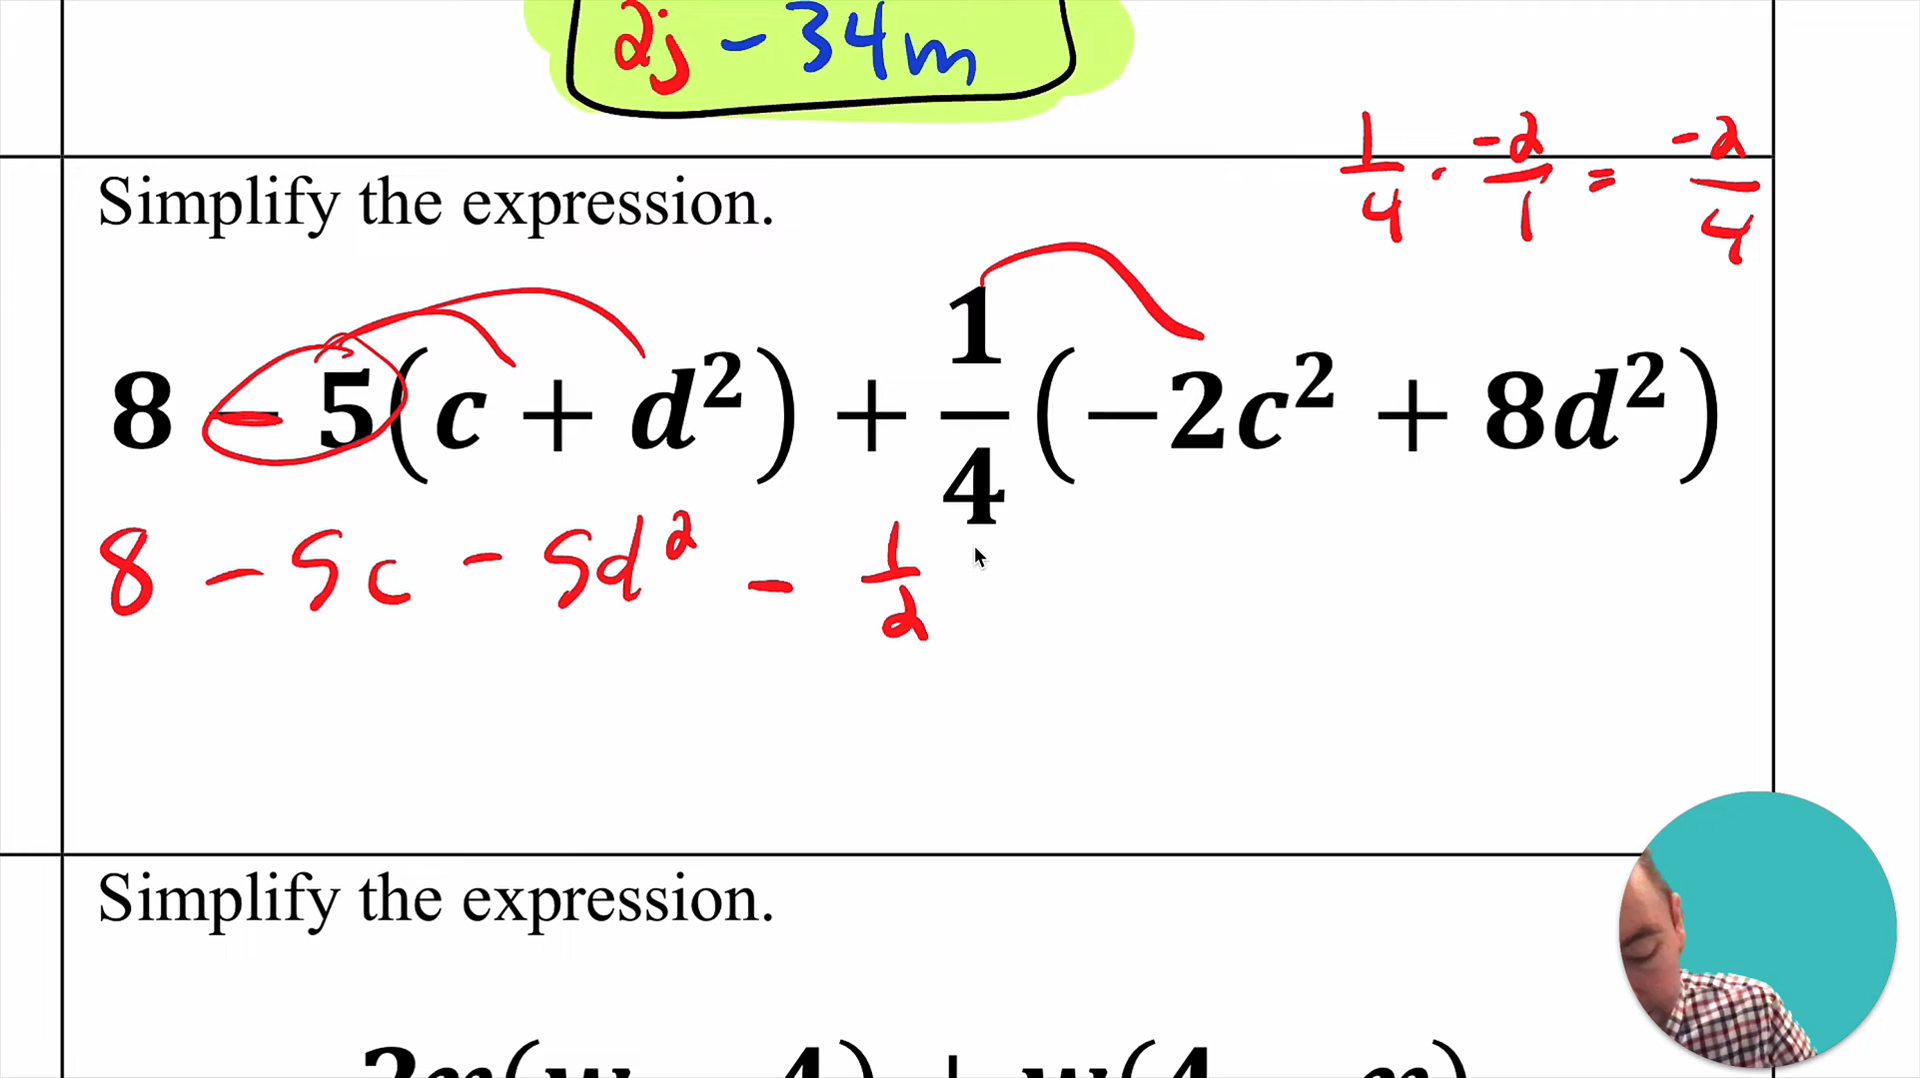 2j - 34m
1/4 · -2/1 = -2/4
Simplify the expression.
8 − 5(c + d²) + 1/4(−2c² + 8d²)
8 - 5c - 5d² - 1/2
Simplify the expression.